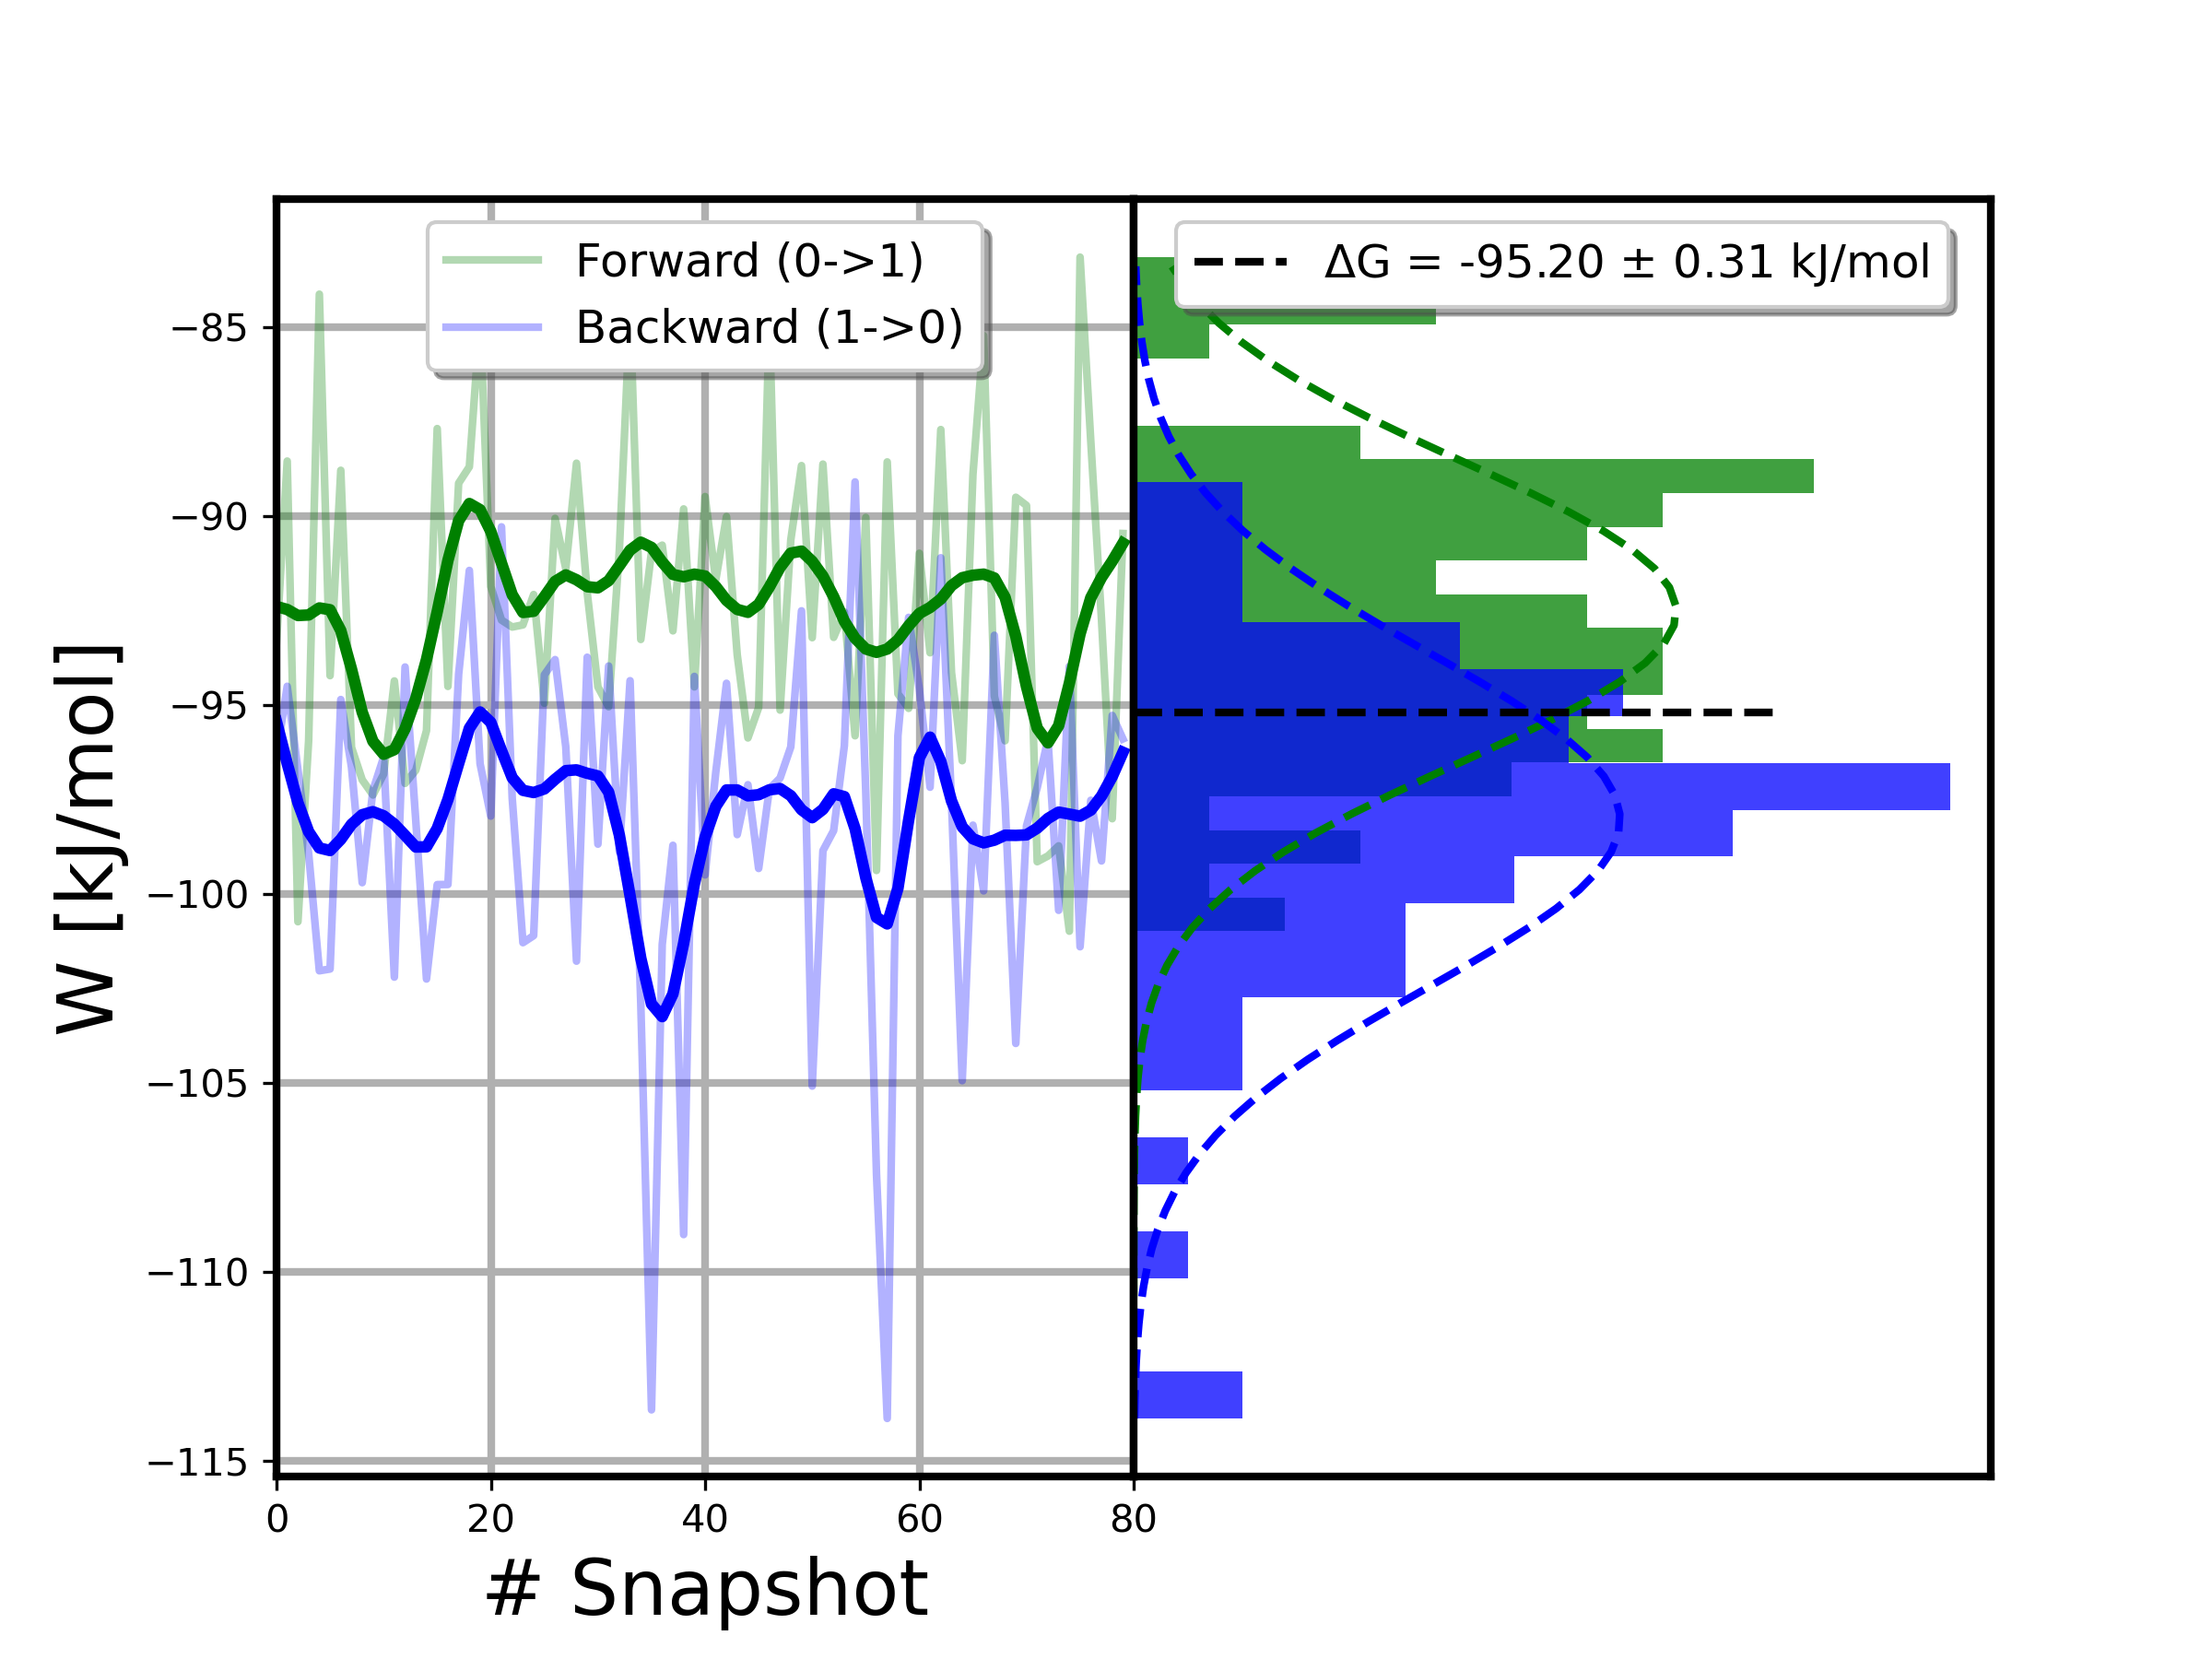 Forward (0->1)
Backward (1->0)
ΔG = -95.20 ± 0.31 kJ/mol
W [kJ/mol]
−85
−90
−95
−100
−105
−110
−115
0 20 40 60 80
# Snapshot